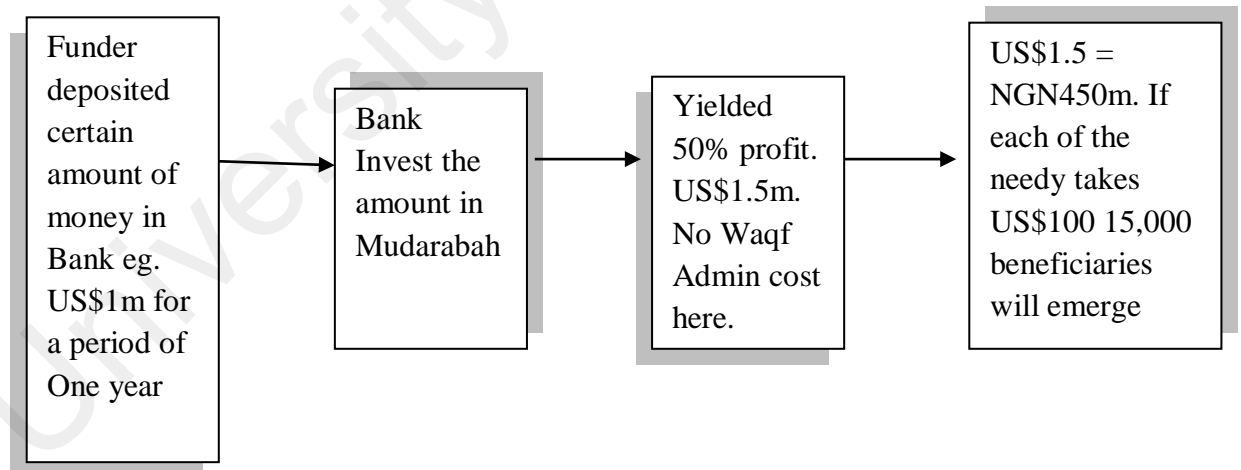 Funder
deposited
certain
amount of
money in
Bank eg.
US$1m for
a period of
One year
Bank
Invest the
amount in
Mudarabah
Yielded
50% profit.
US$1.5m.
No Waqf
Admin cost
here.
US$1.5 =
NGN450m. If
each of the
needy takes
US$100 15,000
beneficiaries
will emerge
University